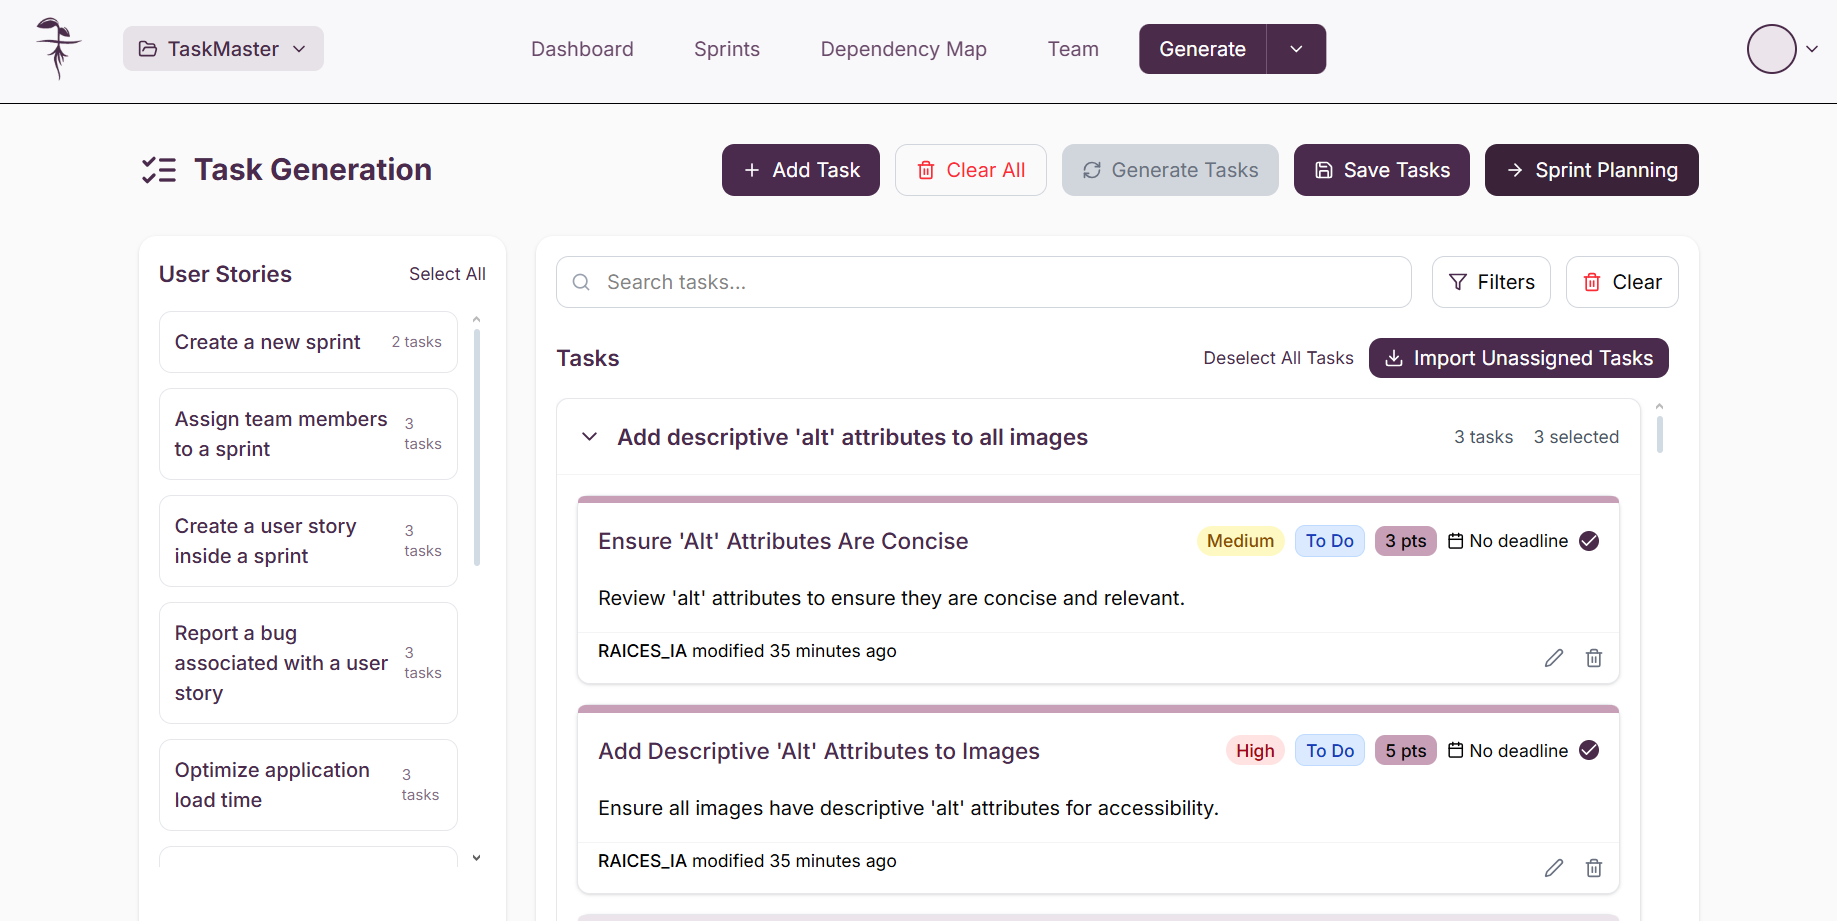 TaskMaster
Dashboard
Sprints
Dependency Map
Team
Generate
Task Generation
Add Task
Clear All
Generate Tasks
Save Tasks
Sprint Planning
User Stories
Select All
Create a new sprint
2 tasks
Assign team members
to a sprint
3
tasks
Create a user story
inside a sprint
3
tasks
Report a bug
associated with a user
story
3
tasks
Optimize application
load time
3
tasks
Search tasks...
Filters
Clear
Tasks
Deselect All Tasks
Import Unassigned Tasks
Add descriptive 'alt' attributes to all images
3 tasks
3 selected
Ensure 'Alt' Attributes Are Concise
Medium
To Do
3 pts
No deadline
Review 'alt' attributes to ensure they are concise and relevant.
RAICES_IA modified 35 minutes ago
Add Descriptive 'Alt' Attributes to Images
High
To Do
5 pts
No deadline
Ensure all images have descriptive 'alt' attributes for accessibility.
RAICES_IA modified 35 minutes ago